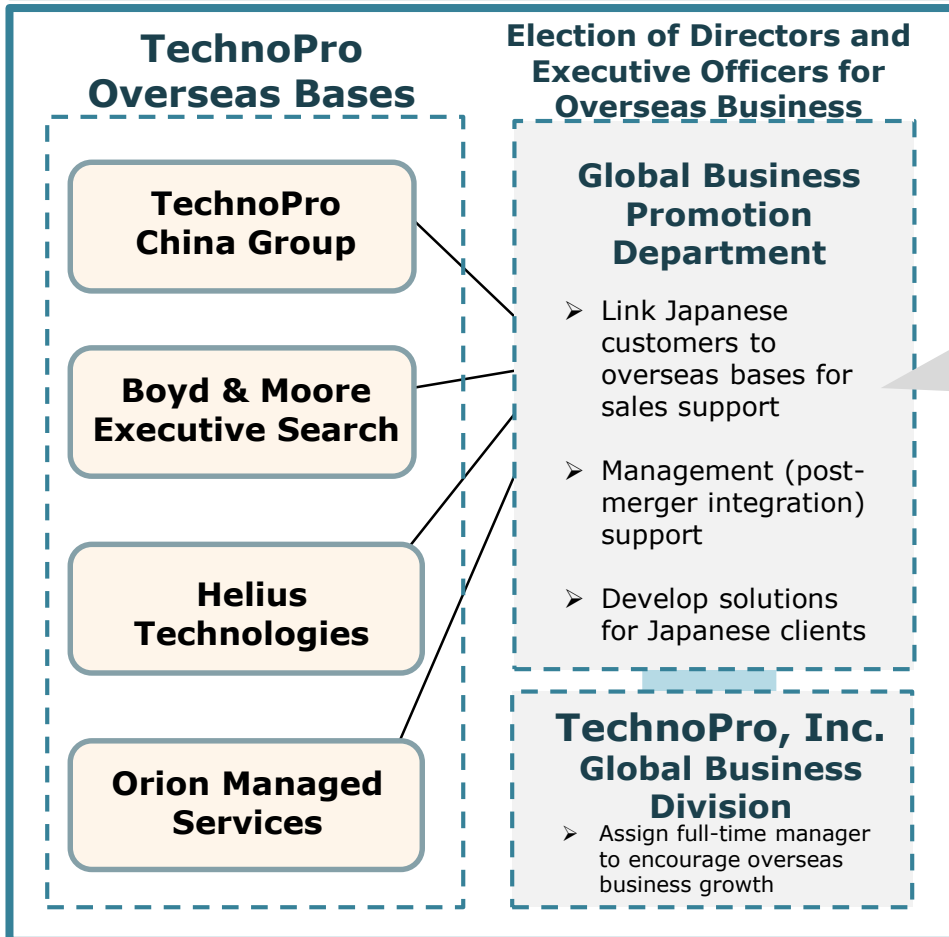 TechnoPro
Overseas Bases
TechnoPro
China Group
Boyd & Moore
Executive Search
Helius
Technologies
Orion Managed
Services
Election of Directors and
Executive Officers for
Overseas Business
Global Business
Promotion
Department
➢ Link Japanese
customers to
overseas bases for
sales support
➢ Management (post-
merger integration)
support
➢ Develop solutions
for Japanese clients
TechnoPro, Inc.
Global Business
Division
➢ Assign full-time manager
to encourage overseas
business growth